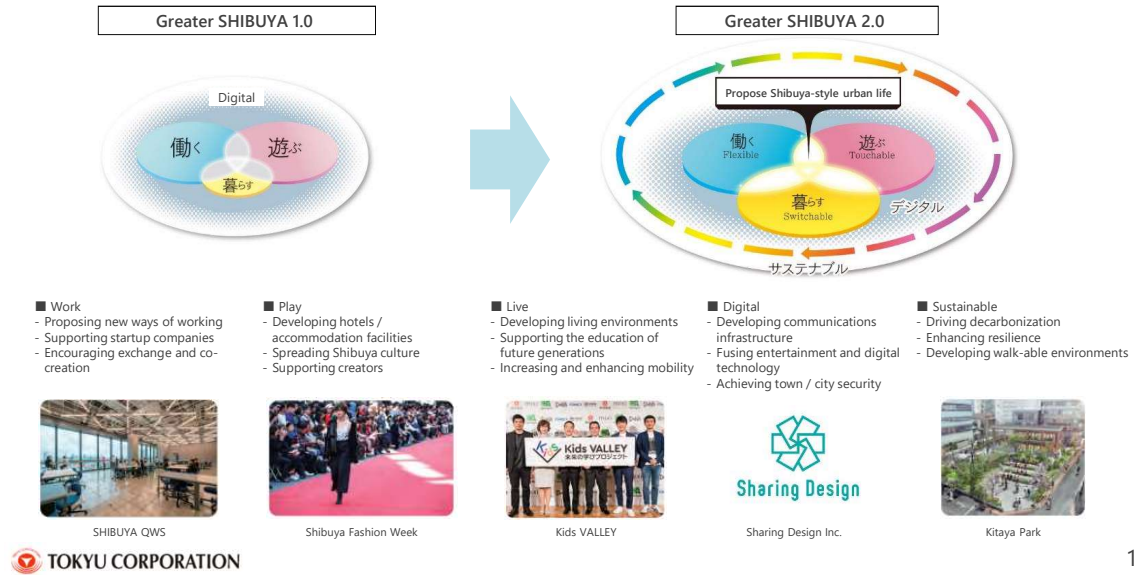 Greater SHIBUYA 1.0
Greater SHIBUYA 2.0
Digital
働く
遊ぶ
暮らす
Propose Shibuya-style urban life
働く
Flexible
遊ぶ
Touchable
暮らす
Switchable
デジタル
サステナブル
■ Work
- Proposing new ways of working
- Supporting startup companies
- Encouraging exchange and co-
creation
■ Play
- Developing hotels /
accommodation facilities
- Spreading Shibuya culture
- Supporting creators
■ Live
- Developing living environments
- Supporting the education of
future generations
- Increasing and enhancing mobility
■ Digital
- Developing communications
infrastructure
- Fusing entertainment and digital
technology
- Achieving town / city security
■ Sustainable
- Driving decarbonization
- Enhancing resilience
- Developing walk-able environments
Kids VALLEY
未来の学びプロジェクト
Sharing Design
SHIBUYA QWS
Shibuya Fashion Week
Kids VALLEY
Sharing Design Inc.
Kitaya Park
TOKYU CORPORATION
1